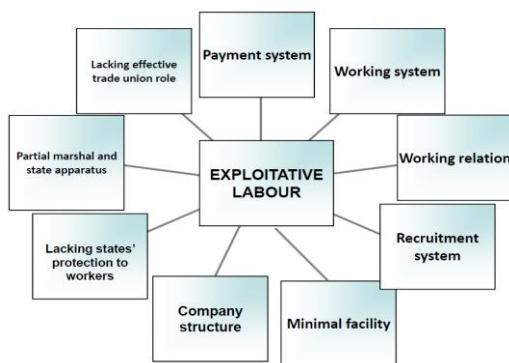 Lacking effective
trade union role
Payment system
Working system
Partial marshal and
state apparatus
EXPLOITATIVE
LABOUR
Working relation
Lacking states'
protection to
workers
Recruitment
system
Company
structure
Minimal facility